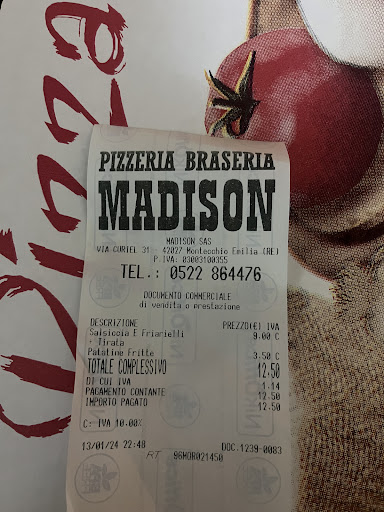 Pizza
PIZZERIA BRASERIA
MADISON
MADISON SAS
VIA CURIEL 31 - 42027 Montecchio Emilia (RE)
P.IVA: 03003100355
TEL.: 0522 864476
DOCUMENTO COMMERCIALE
di vendita o prestazione
DESCRIZIONE PREZZO(€) IVA
Salsiccia E Friarielli 9.00 C
+ Tirata
Patatine Fritte 3.50 C
TOTALE COMPLESSIVO 12.50
DI CUI IVA 1.14
PAGAMENTO CONTANTE 12.50
IMPORTO PAGATO 12.50
C: IVA 10.00%
13/01/24 22:48 DOC.1239-0083
RT 96MOR021450